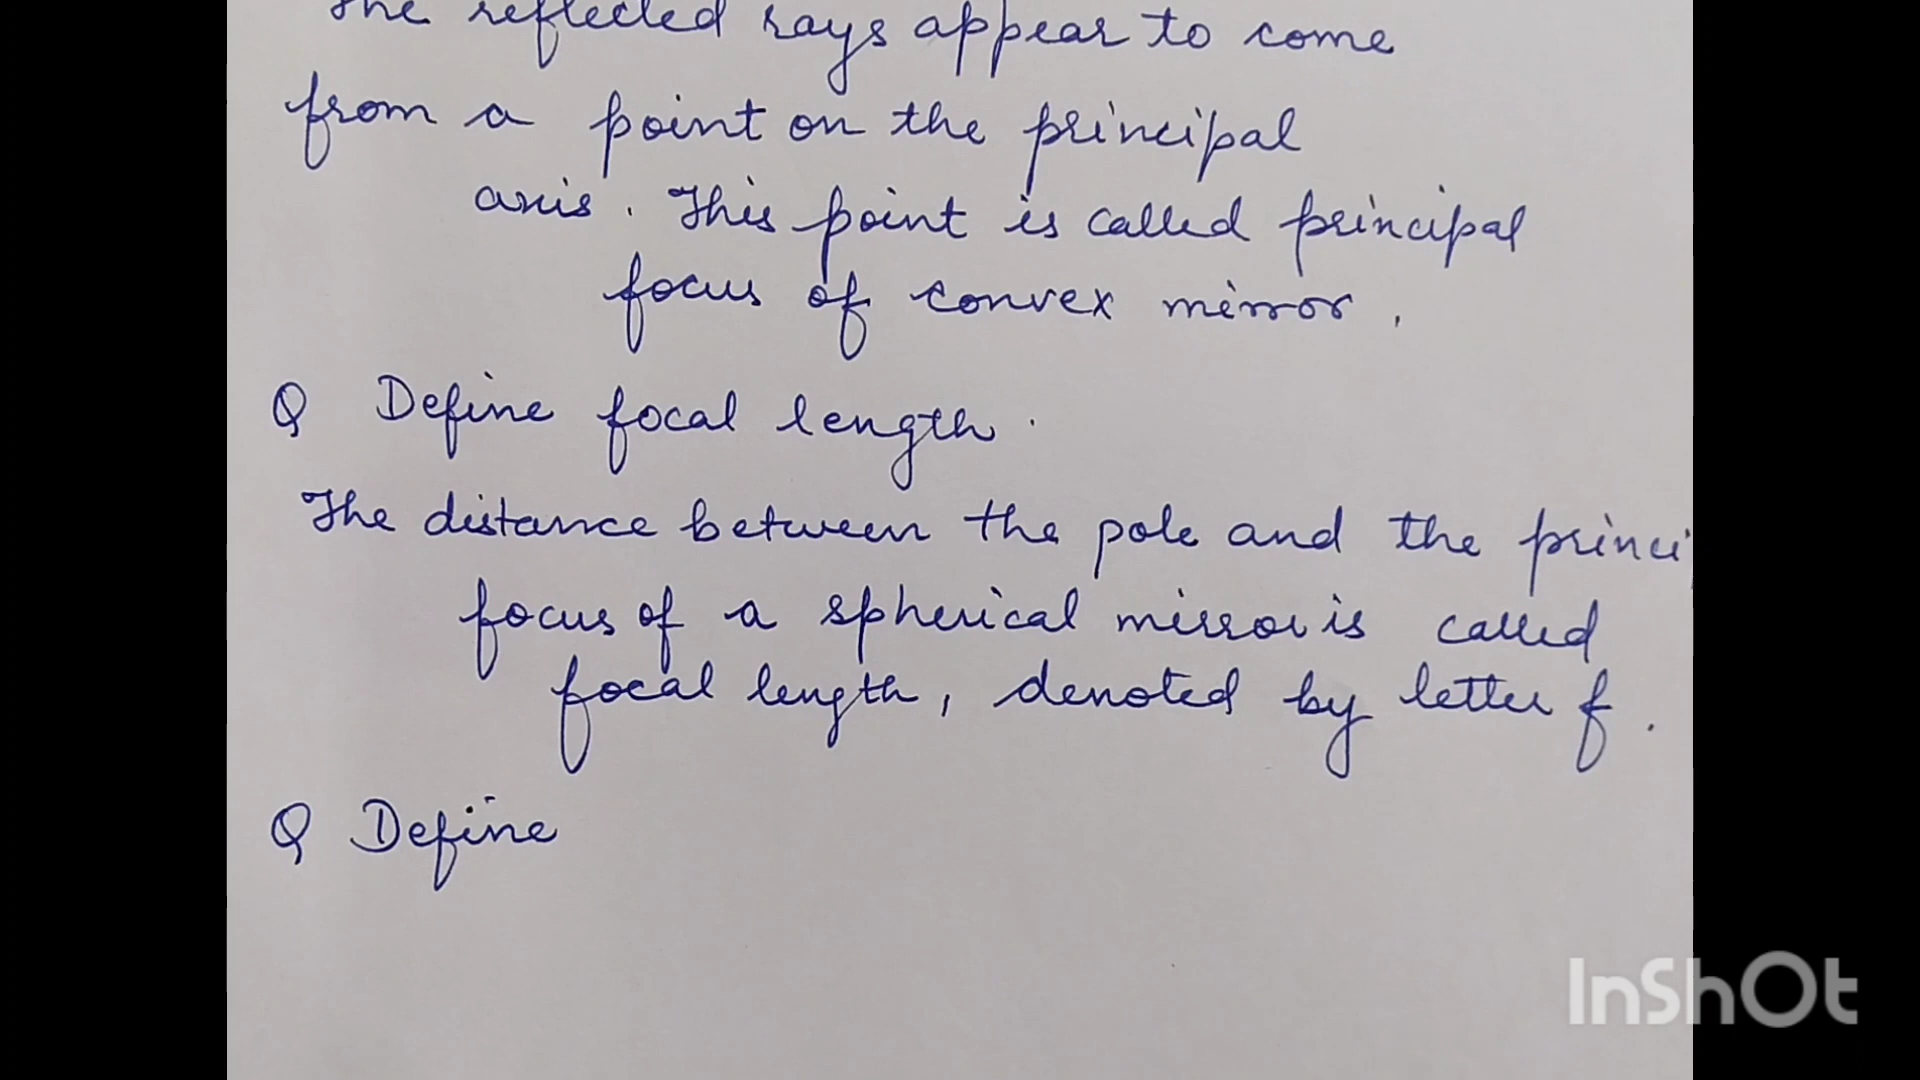 The reflected rays appear to come
from a point on the principal
axis. This point is called principal
focus of convex mirror.
Q Define focal length.
The distance between the pole and the princi
focus of a spherical mirror is called
focal length, denoted by letter f.
Q Define
InShOt